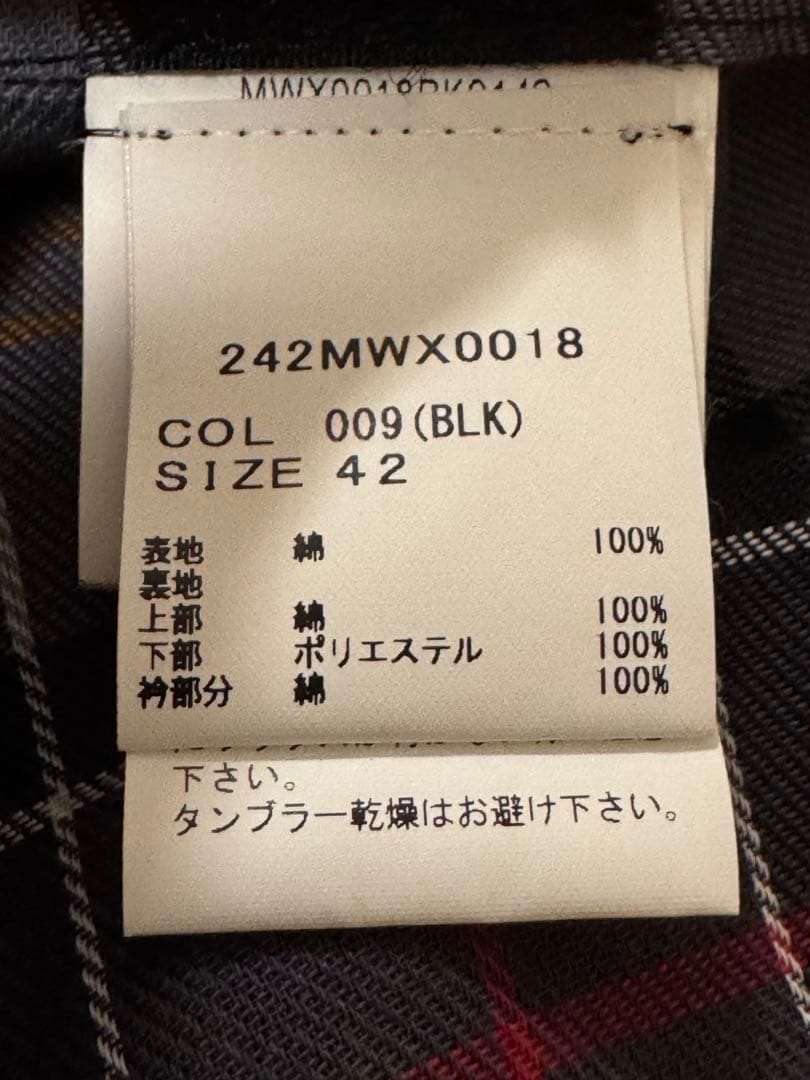 242MWX0018
COL 009(BLK)
SIZE 42
表地 綿 100%
裏地
上部 綿 100%
下部 ポリエステル 100%
衿部分 綿 100%
下さい。
タンブラー乾燥はお避け下さい。